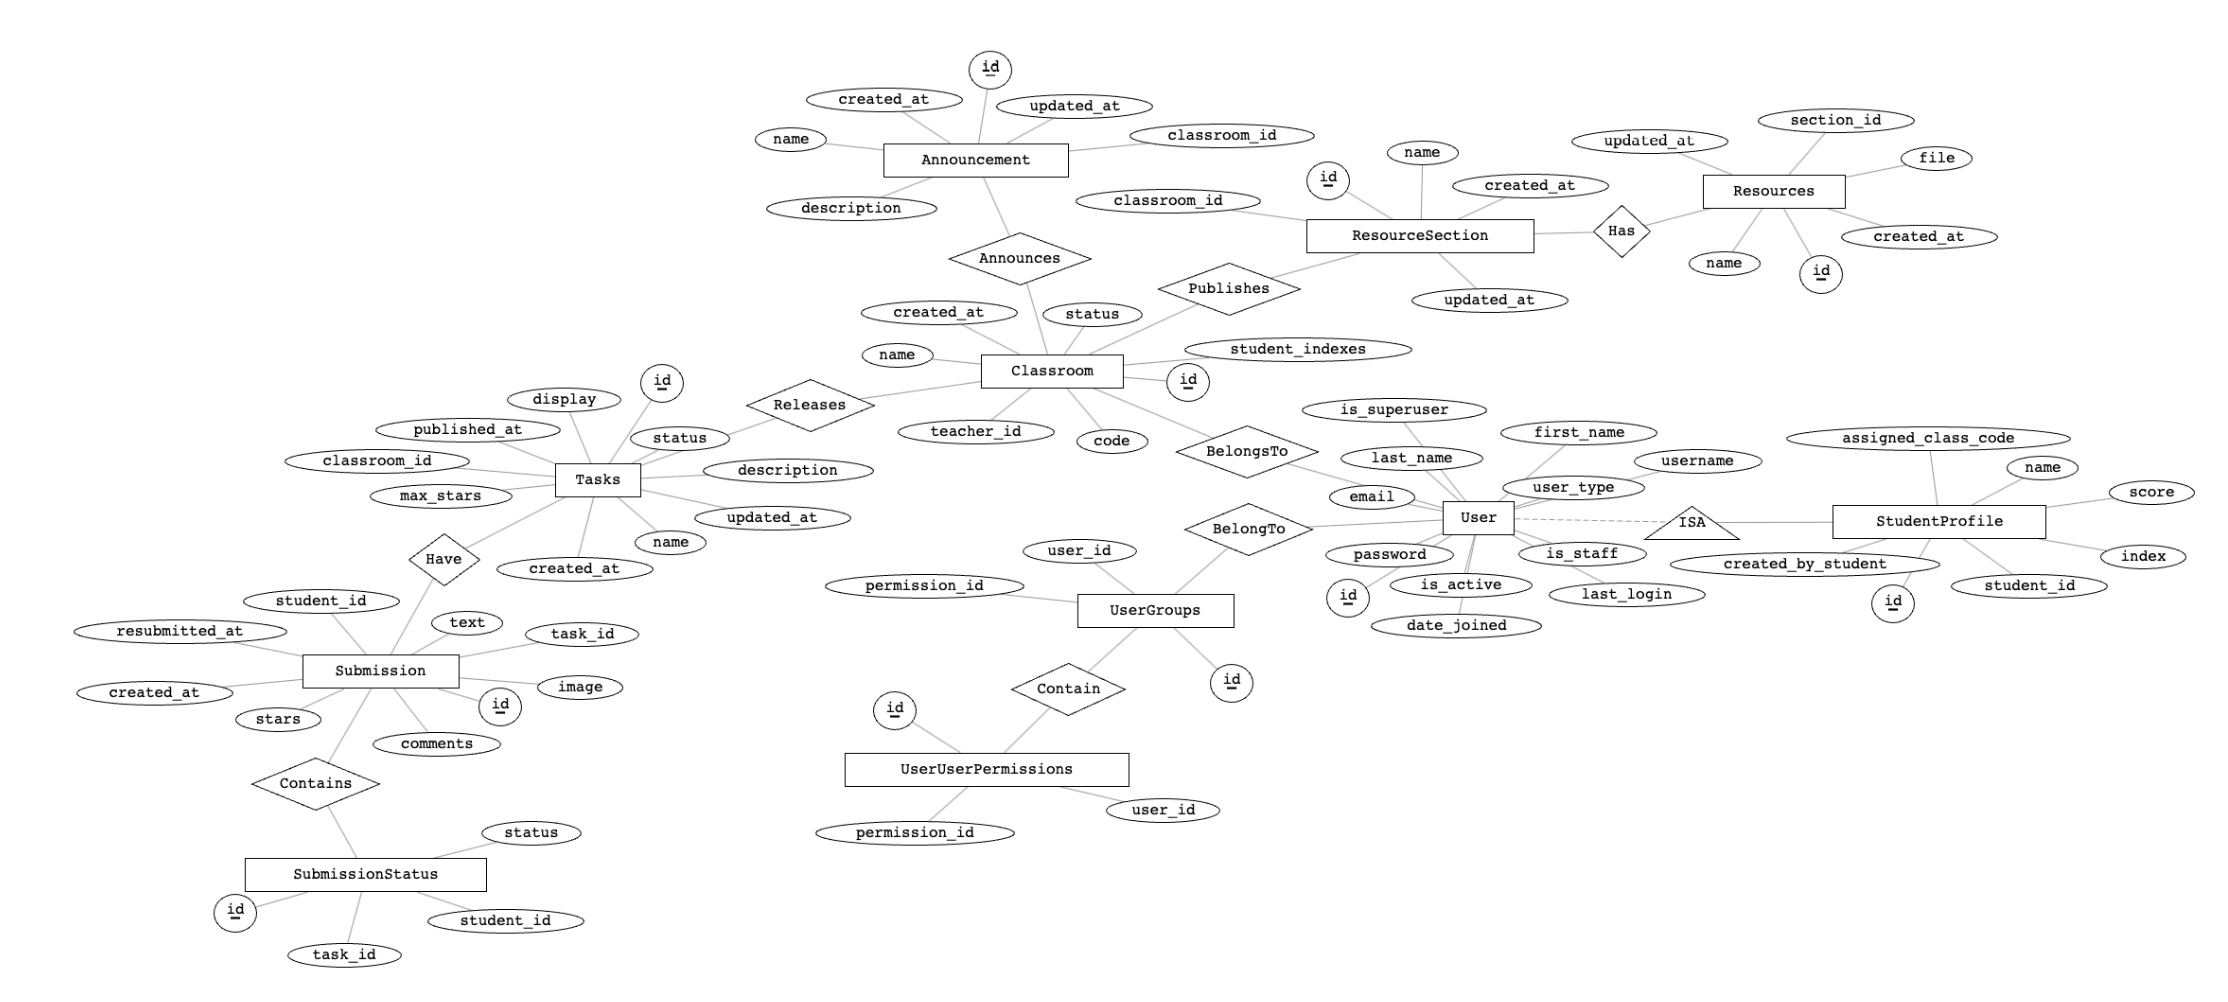 id
created_at
updated_at
name
classroom_id
Announcement
description
Announces
section_id
updated_at
file
Resources
created_at
name
id
Has
name
id
created_at
classroom_id
ResourceSection
updated_at
Publishes
created_at
status
name
student_indexes
Classroom
id
teacher_id
code
Releases
id
display
published_at
status
classroom_id
description
Tasks
max_stars
updated_at
name
created_at
Have
BelongsTo
is_superuser
first_name
last_name
username
email
user_type
User
password
is_staff
is_active
id
last_login
date_joined
ISA
assigned_class_code
name
score
StudentProfile
index
created_by_student
student_id
id
BelongTo
user_id
permission_id
UserGroups
id
Contain
id
UserUserPermissions
user_id
permission_id
student_id
text
resubmitted_at
task_id
Submission
image
created_at
id
stars
comments
Contains
status
SubmissionStatus
id
student_id
task_id